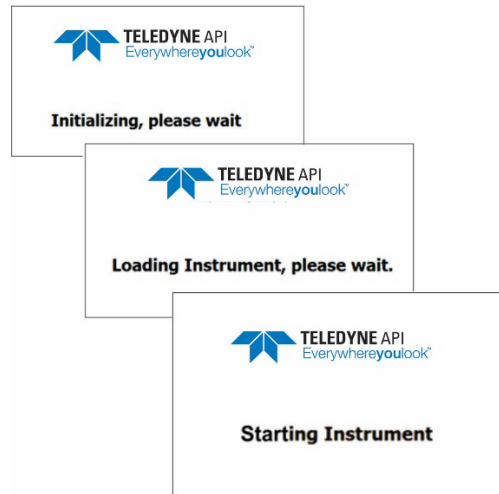 TELEDYNE API
Everywhereyoulook™
Initializing, please wait
TELEDYNE API
Everywhereyoulook™
Loading Instrument, please wait.
TELEDYNE API
Everywhereyoulook™
Starting Instrument